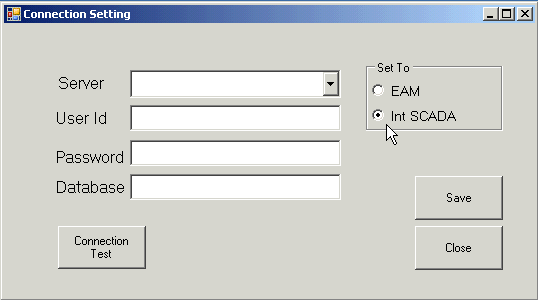 Connection Setting
Server
User Id
Password
Database
Set To
EAM
Int SCADA
Connection
Test
Save
Close